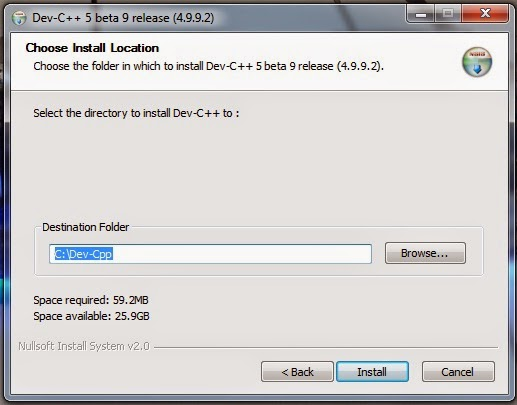 Dev-C++ 5 beta 9 release (4.9.9.2)
Choose Install Location
Choose the folder in which to install Dev-C++ 5 beta 9 release (4.9.9.2).
Select the directory to install Dev-C++ to :
Destination Folder
C:\Dev-Cpp
Browse...
Space required: 59.2MB
Space available: 25.9GB
Nullsoft Install System v2.0
< Back
Install
Cancel